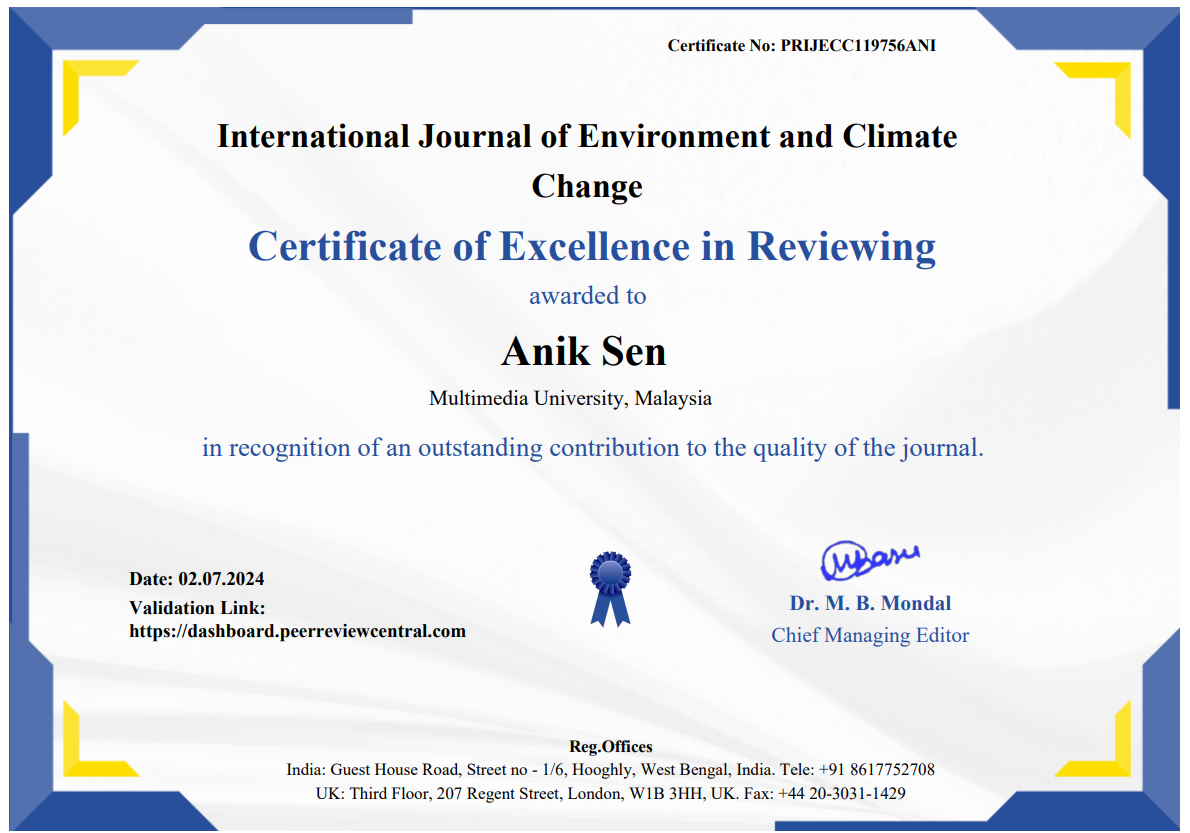 Certificate No: PRIJECC119756ANI
International Journal of Environment and Climate
Change
Certificate of Excellence in Reviewing
awarded to
Anik Sen
Multimedia University, Malaysia
in recognition of an outstanding contribution to the quality of the journal.
Date: 02.07.2024
Validation Link:
https://dashboard.peerreviewcentral.com
Dr. M. B. Mondal
Chief Managing Editor
Reg.Offices
India: Guest House Road, Street no - 1/6, Hooghly, West Bengal, India. Tele: +91 8617752708
UK: Third Floor, 207 Regent Street, London, W1B 3HH, UK. Fax: +44 20-3031-1429